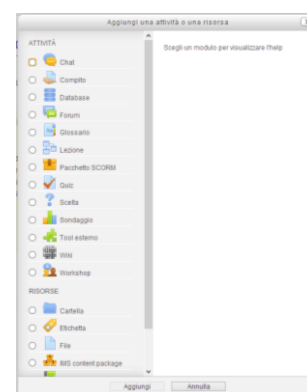 Aggiungi una attività o una risorsa
ATTIVITÀ
Scegli un modulo per visualizzare l'help
Chat
Compito
Database
Forum
Glossario
Lezione
Pacchetto SCORM
Quiz
Scelta
Sondaggio
Tool esterno
Wiki
Workshop
RISORSE
Cartella
Etichetta
File
IMS content package
Aggiungi
Annulla